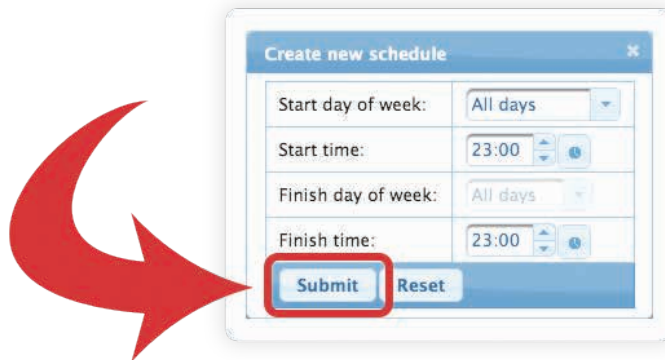 Create new schedule
Start day of week: All days
Start time: 23:00
Finish day of week: All days
Finish time: 23:00
Submit Reset